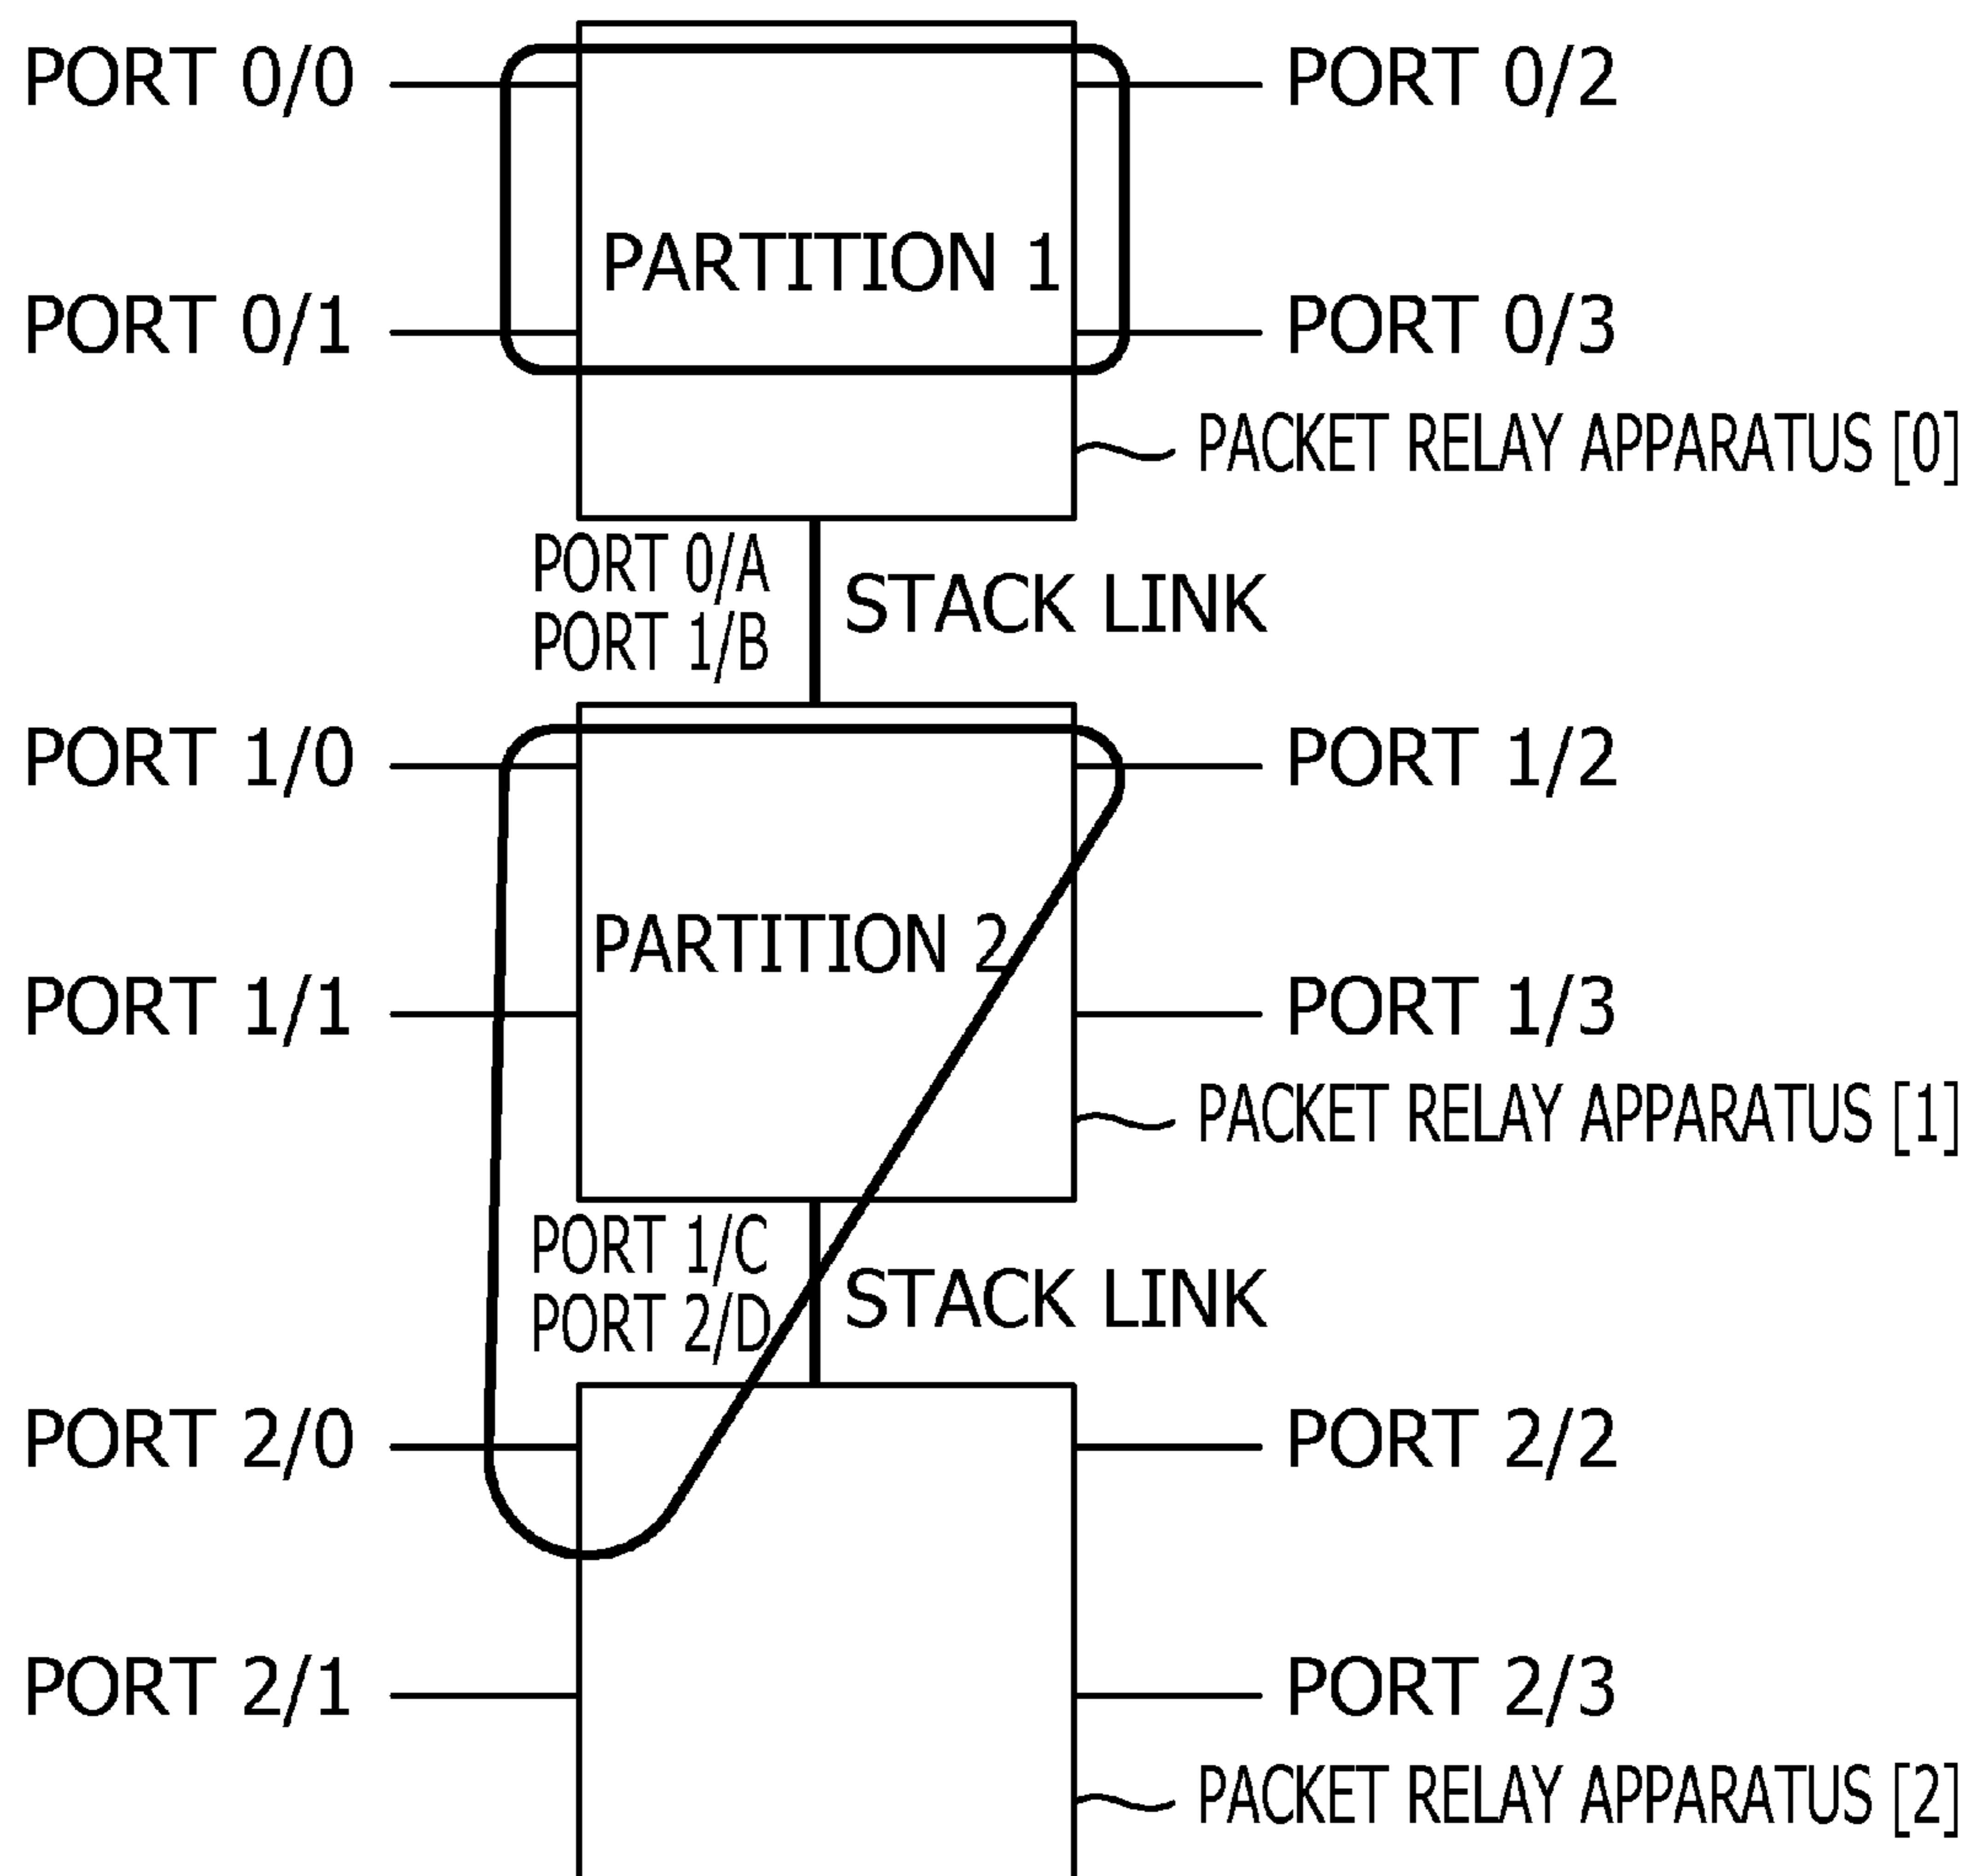 PORT 0/0
PORT 0/2
PARTITION 1
PORT 0/1
PORT 0/3
PACKET RELAY APPARATUS [0]
PORT 0/A
PORT 1/B
STACK LINK
PORT 1/0
PORT 1/2
PARTITION 2
PORT 1/1
PORT 1/3
PACKET RELAY APPARATUS [1]
PORT 1/C
PORT 2/D
STACK LINK
PORT 2/0
PORT 2/2
PORT 2/1
PORT 2/3
PACKET RELAY APPARATUS [2]